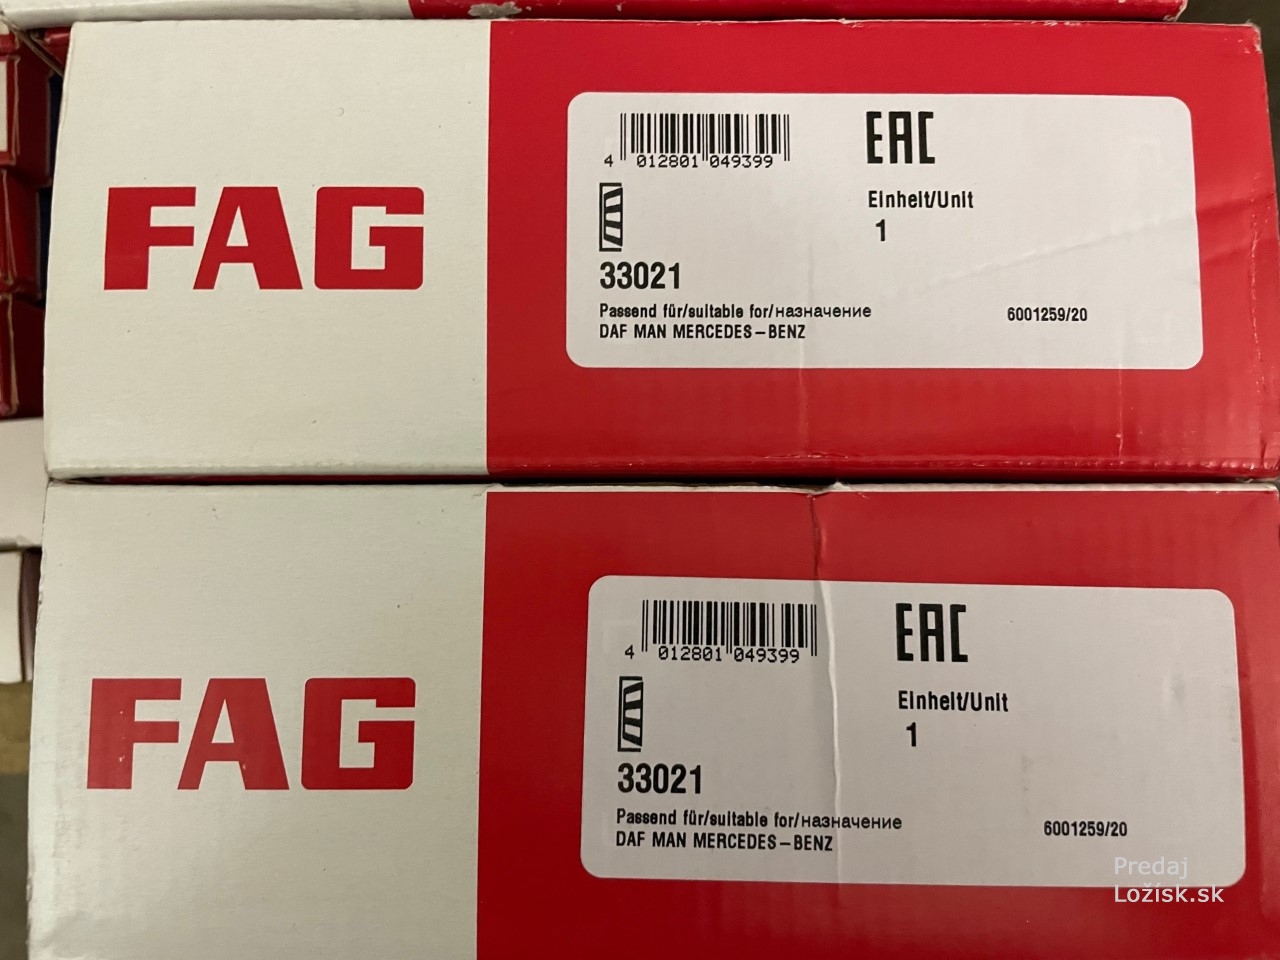 FAG
4 012801 049399
EAC
Einheit/Unit
1
33021
Passend für/suitable for/назначение
DAF MAN MERCEDES-BENZ
6001259/20
FAG
4 012801 049399
EAC
Einheit/Unit
1
33021
Passend für/suitable for/назначение
DAF MAN MERCEDES-BENZ
6001259/20
Predaj
Ložísk.sk